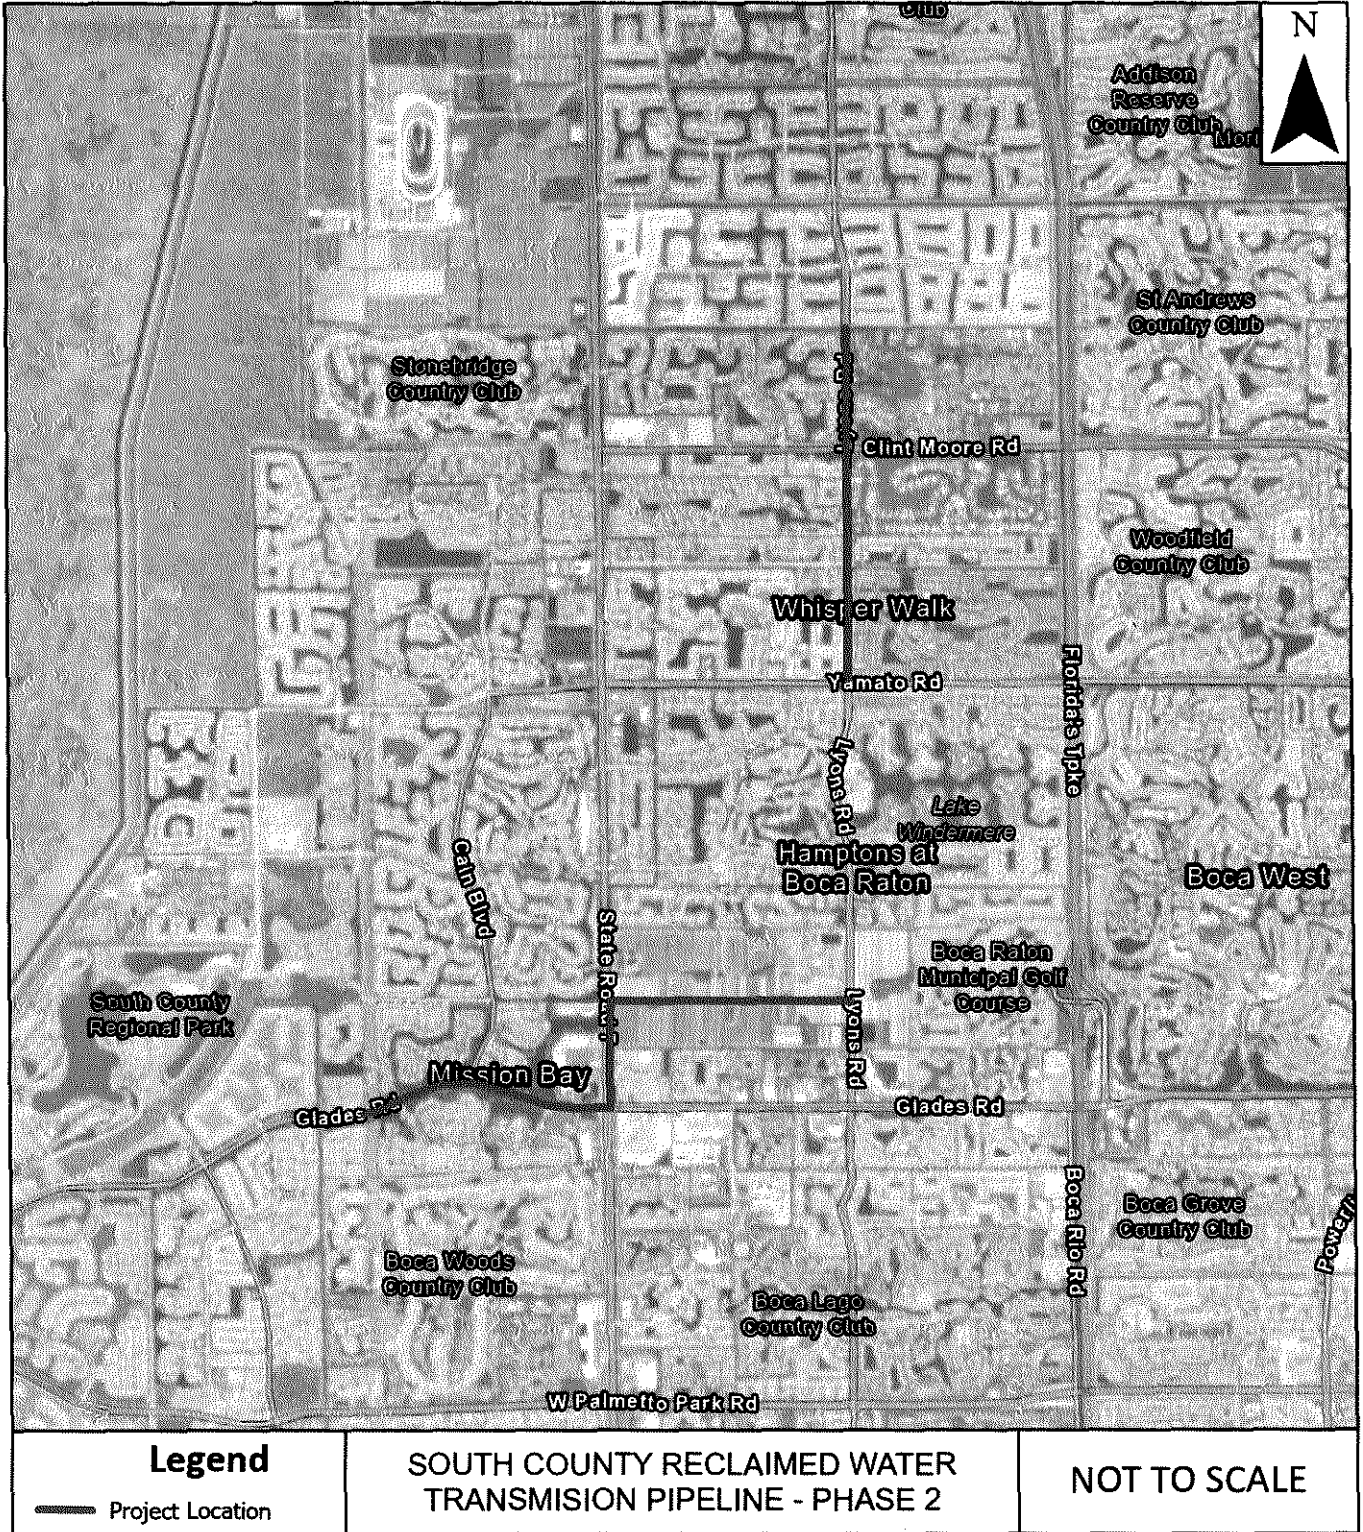 Club
N
Addison
Reserve
Country Club
Mori
St Andrews
Country Club
Stonebridge
Country Club
Clint Moore Rd
Woodfield
Country Club
Whisper Walk
Yamato Rd
Florida's Tpke
Lyons Rd
Lake
Windermere
Hamptons at
Boca Raton
Boca West
Cain Blvd
State Road 7
Boca Raton
Municipal Golf
Course
South County
Regional Park
Lyons Rd
Mission Bay
Glades Rd
Glades Rd
Boca Rio Rd
Boca Grove
Country Club
Boca Woods
Country Club
Boca Lago
Country Club
W Palmetto Park Rd
Legend
Project Location
SOUTH COUNTY RECLAIMED WATER
TRANSMISION PIPELINE - PHASE 2
NOT TO SCALE